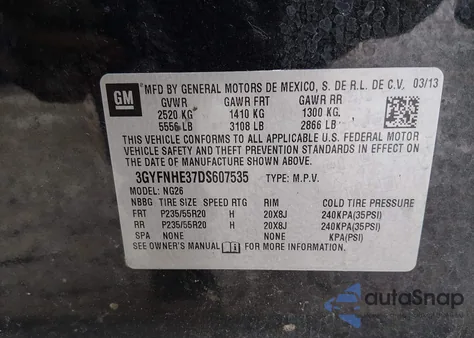 GM
MFD BY GENERAL MOTORS DE MEXICO, S. DE R.L. DE C.V. 03/13
GVWR GAWR FRT GAWR RR
2520 KG 1410 KG 1300 KG
5556 LB 3108 LB 2866 LB
THIS VEHICLE CONFORMS TO ALL APPLICABLE U.S. FEDERAL MOTOR
VEHICLE SAFETY AND THEFT PREVENTION STANDARDS IN EFFECT ON
THE DATE OF MANUFACTURE SHOWN ABOVE.
3GYFNHE37DS607535 TYPE: M.P.V.
MODEL: NG26
NBBG TIRE SIZE SPEED RTG RIM COLD TIRE PRESSURE
FRT P235/55R20 H 20X8J 240KPA(35PSI)
RR P235/55R20 H 20X8J 240KPA(35PSI)
SPA NONE NONE KPA(PSI)
SEE OWNER'S MANUAL FOR MORE INFORMATION.
autoSnap